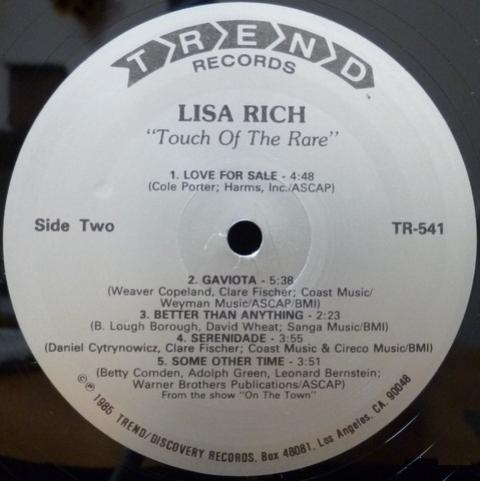 TREND
RECORDS
LISA RICH
"Touch Of The Rare"
1. LOVE FOR SALE - 4:48
(Cole Porter; Harms, Inc./ASCAP)
Side Two
TR-541
2. GAVIOTA - 5:38
(Weaver Copeland, Clare Fischer; Coast Music/
Weyman Music/ASCAP/BMI)
3. BETTER THAN ANYTHING - 2:23
(B. Lough Borough, David Wheat; Sanga Music/BMI)
4. SERENIDADE - 3:55
(Daniel Cytrynowicz, Clare Fischer; Coast Music & Cireco Music/BMI)
5. SOME OTHER TIME - 3:51
(Betty Comden, Adolph Green, Leonard Bernstein;
Warner Brothers Publications/ASCAP)
From the show "On The Town"
©℗ 1985 TREND/DISCOVERY RECORDS, Box 48081, Los Angeles, CA. 90048